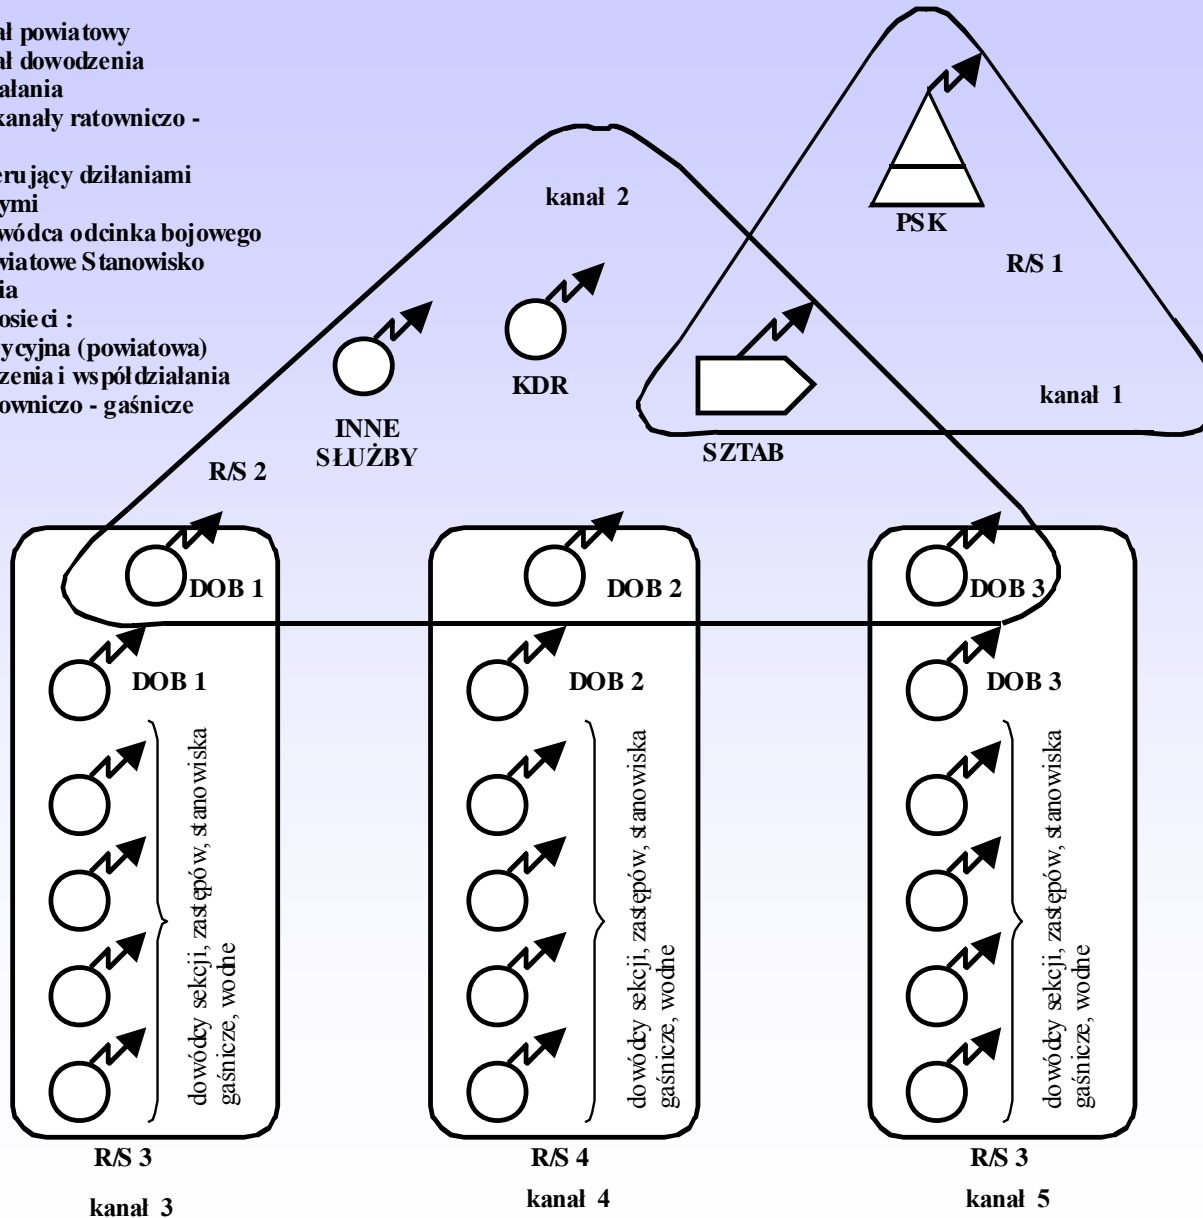 ał powiatowy
ał dowodzenia
ałania
kanały ratowniczo -
erujący dziłaniami
ymi
wódca odcinka bojowego
wiatowe Stanowisko
nia
osieci :
ycyjna (powiatowa)
zenia i współdziałania
owniczo - gaśnicze
kanał 2
PSK
R/S 1
kanał 1
KDR
INNE
SŁUŻBY
SZTAB
R/S 2
DOB 1
DOB 2
DOB 3
DOB 1
DOB 2
DOB 3
dowódcy sekcji, zastępów, stanowiska
gaśnicze, wodne
dowódcy sekcji, zastępów, stanowiska
gaśnicze, wodne
dowódcy sekcji, zastępów, stanowiska
gaśnicze, wodne
R/S 3
R/S 4
R/S 3
kanał 3
kanał 4
kanał 5